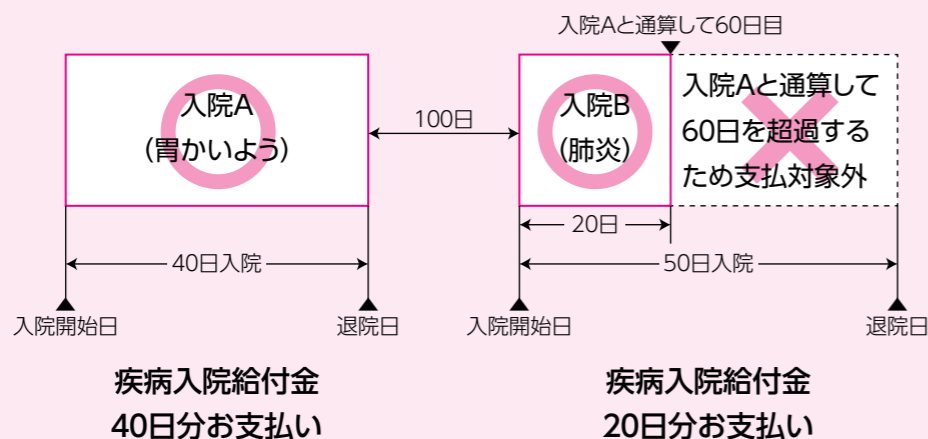 入院Aと通算して60日目
入院A
(胃かいよう)
100日
入院B
(肺炎)
入院Aと通算して
60日を超過する
ため支払対象外
20日
40日入院
50日入院
入院開始日
退院日
入院開始日
退院日
疾病入院給付金
40日分お支払い
疾病入院給付金
20日分お支払い